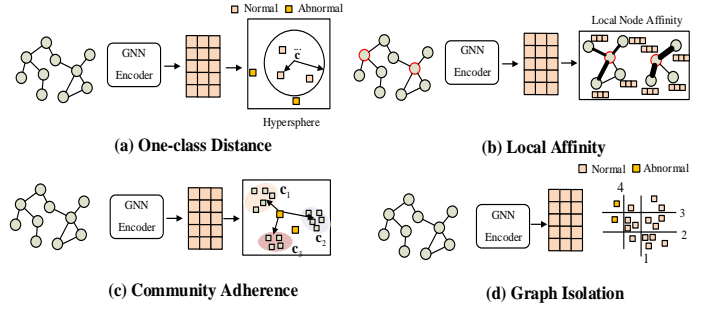 Normal Abnormal
GNN
Encoder
c
Hypersphere
(a) One-class Distance
GNN
Encoder
Local Node Affinity
(b) Local Affinity
GNN
Encoder
c1
c2
c3
(c) Community Adherence
Normal Abnormal
GNN
Encoder
4
3
2
1
(d) Graph Isolation